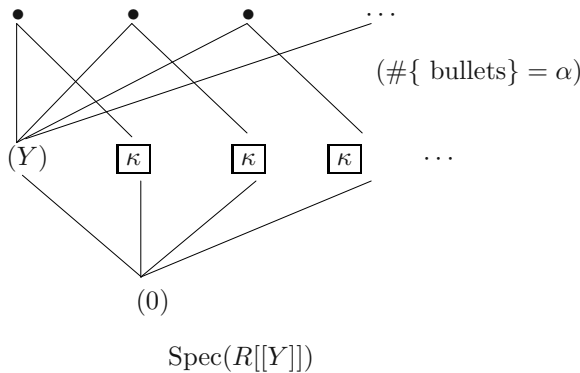 ...
(#{ bullets} = α)
(Y) κ κ κ ...
(0)
Spec(R[[Y]])